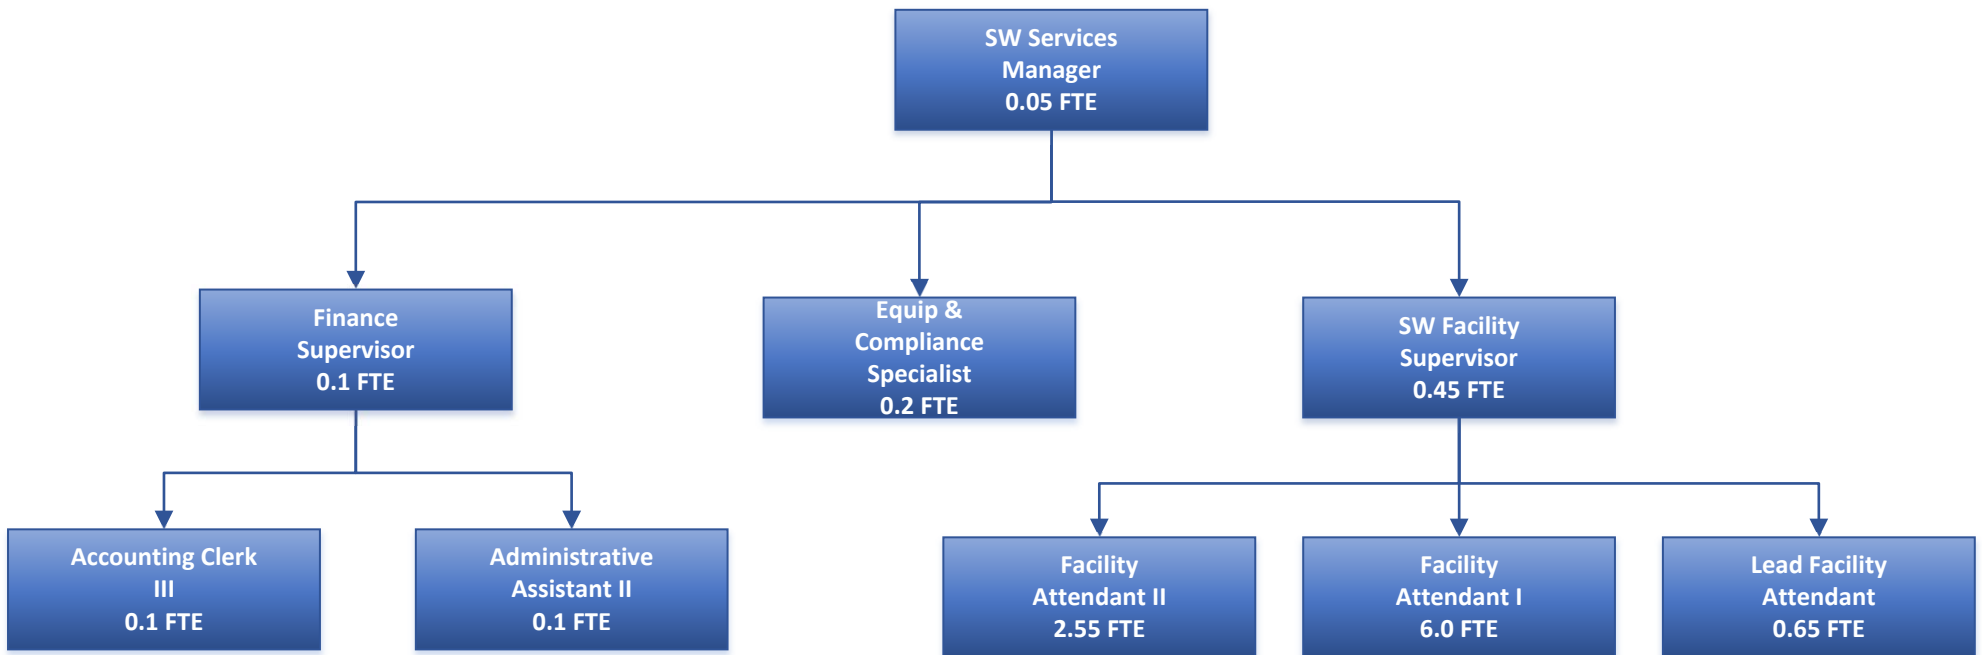 SW Services
Manager
0.05 FTE
Finance
Supervisor
0.1 FTE
Equip &
Compliance
Specialist
0.2 FTE
SW Facility
Supervisor
0.45 FTE
Accounting Clerk
III
0.1 FTE
Administrative
Assistant II
0.1 FTE
Facility
Attendant II
2.55 FTE
Facility
Attendant I
6.0 FTE
Lead Facility
Attendant
0.65 FTE